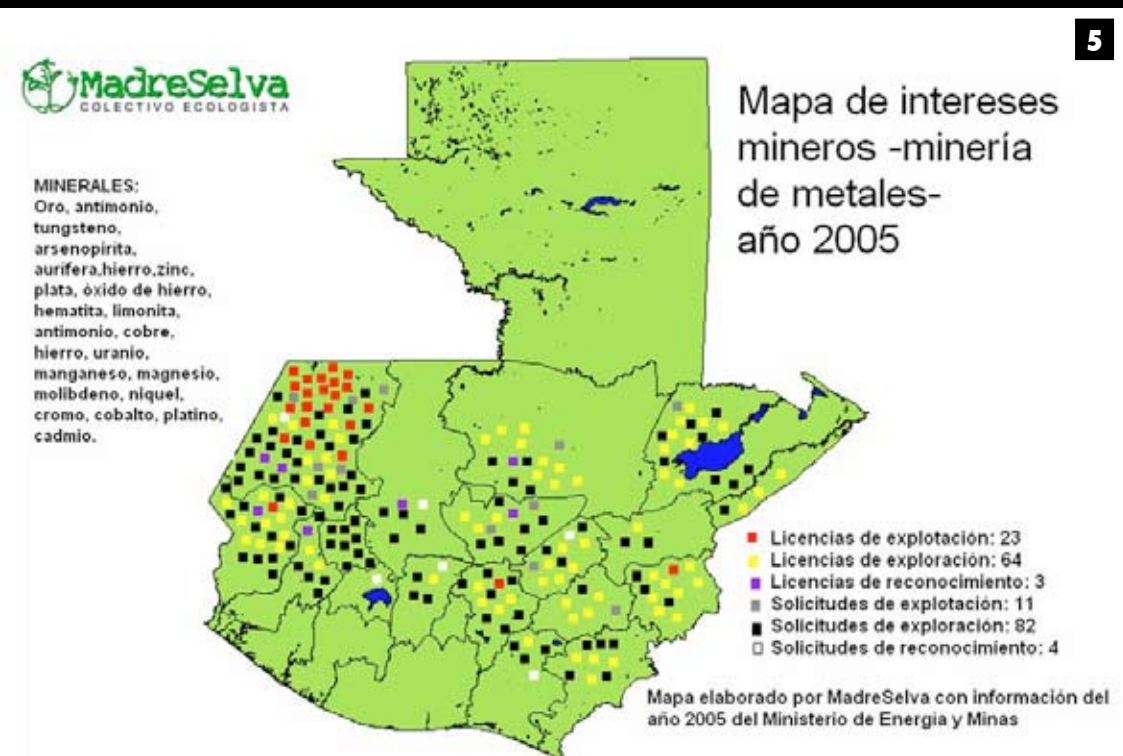 5
MadreSelva
COLECTIVO ECOLOGISTA
Mapa de intereses
mineros -minería
de metales-
año 2005
MINERALES:
Oro, antimonio,
tungsteno,
arsenopirita,
aurífera,hierro,zinc,
plata, óxido de hierro,
hematita, limonita,
antimonio, cobre,
hierro, uranio,
manganeso, magnesio,
molibdeno, niquel,
cromo, cobalto, platino,
cadmio.
Licencias de explotación: 23
Licencias de exploración: 64
Licencias de reconocimiento: 3
Solicitudes de explotación: 11
Solicitudes de exploración: 82
Solicitudes de reconocimiento: 4
Mapa elaborado por MadreSelva con información del
año 2005 del Ministerio de Energía y Minas